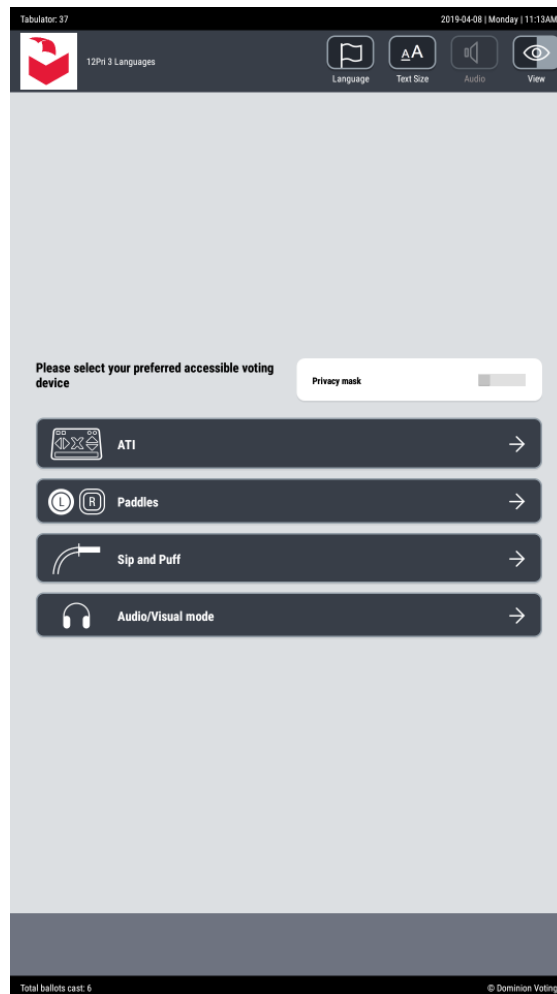 Tabulator: 37
2019-04-08 | Monday | 11:13AM
12Pri 3 Languages
AA
Language
Text Size
Audio
View
Please select your preferred accessible voting
device
Privacy mask
ATI
L R Paddles
Sip and Puff
Audio/Visual mode
Total ballots cast: 6
© Dominion Voting